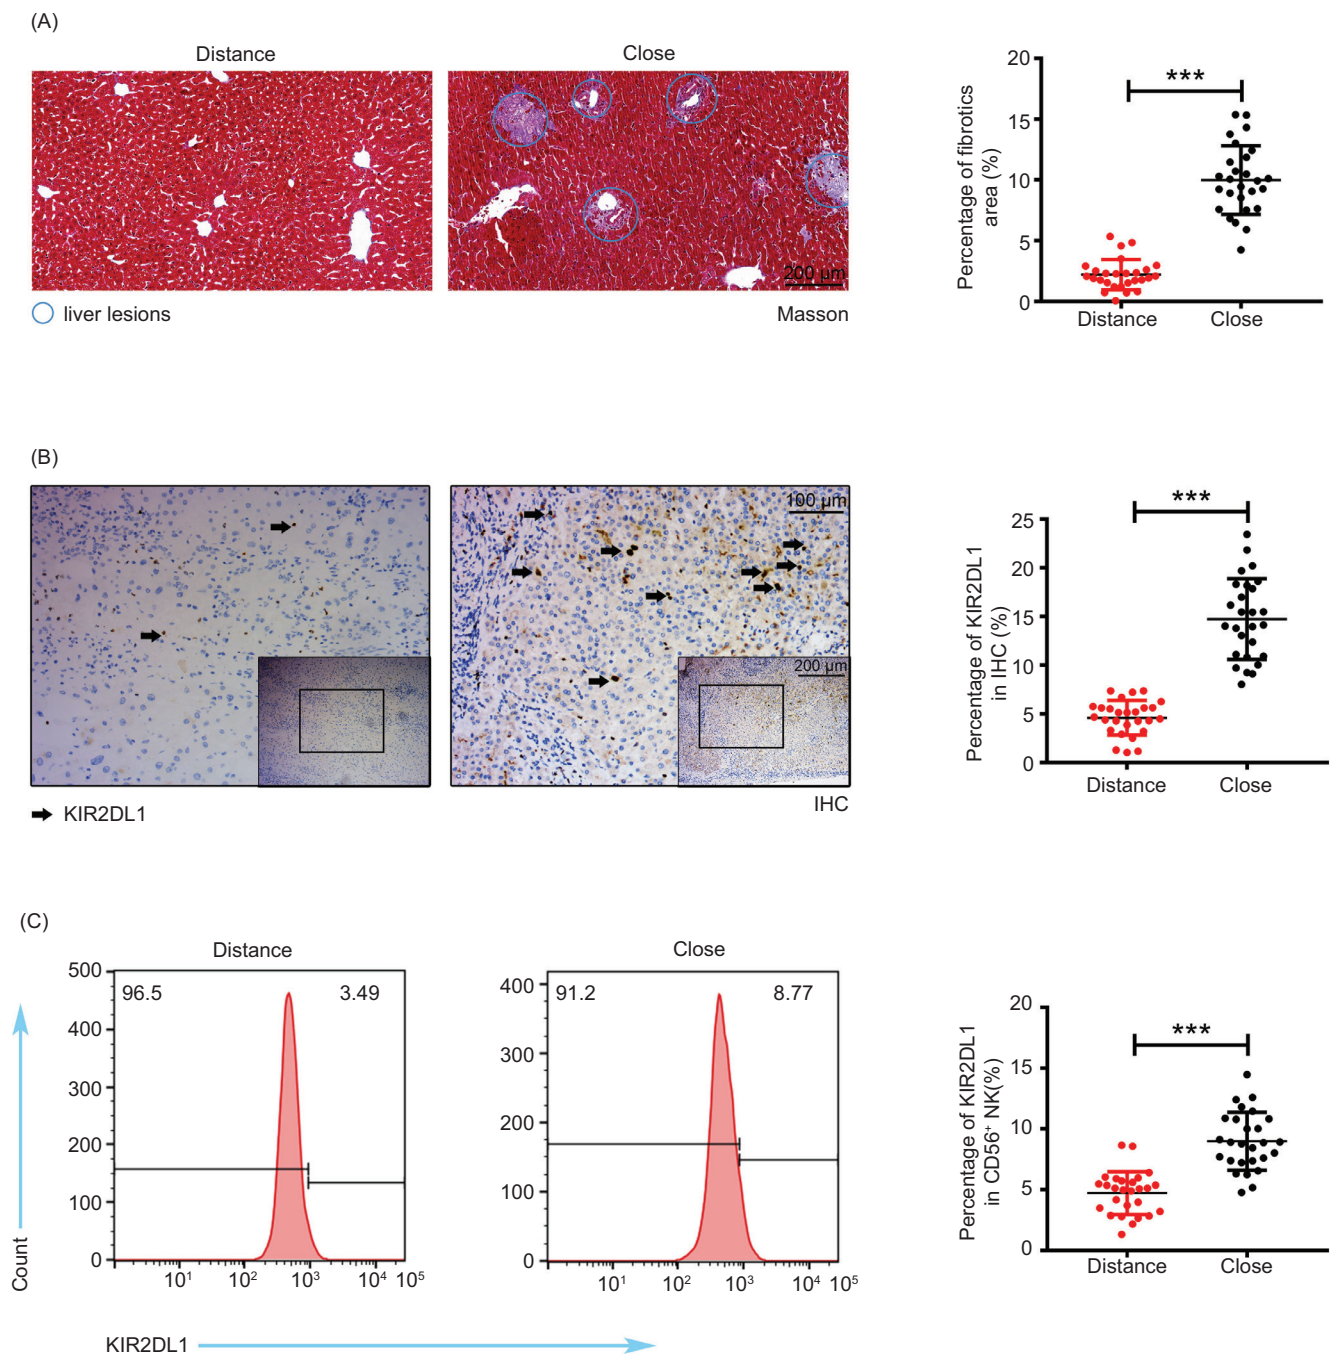 (A)
Distance
Close
200 μm
liver lesions
Masson
Percentage of fibrotics
area (%)
20
15
10
5
0
***
Distance
Close
(B)
100 μm
200 μm
KIR2DL1
IHC
Percentage of KIR2DL1
in IHC (%)
25
20
15
10
5
0
***
Distance
Close
(C)
Distance
500
400
300
200
100
0
96.5
3.49
10¹
10²
10³
10⁴
10⁵
Close
400
300
200
100
0
91.2
8.77
10¹
10²
10³
10⁴
10⁵
Count
KIR2DL1
Percentage of KIR2DL1
in CD56⁺ NK(%)
20
15
10
5
0
***
Distance
Close